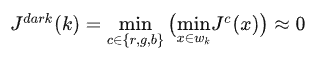 $J^{dark}(k) = \min_{c \in \{r,g,b\}} \left( \min_{x \in w_k} J^c(x) \right) \approx 0$